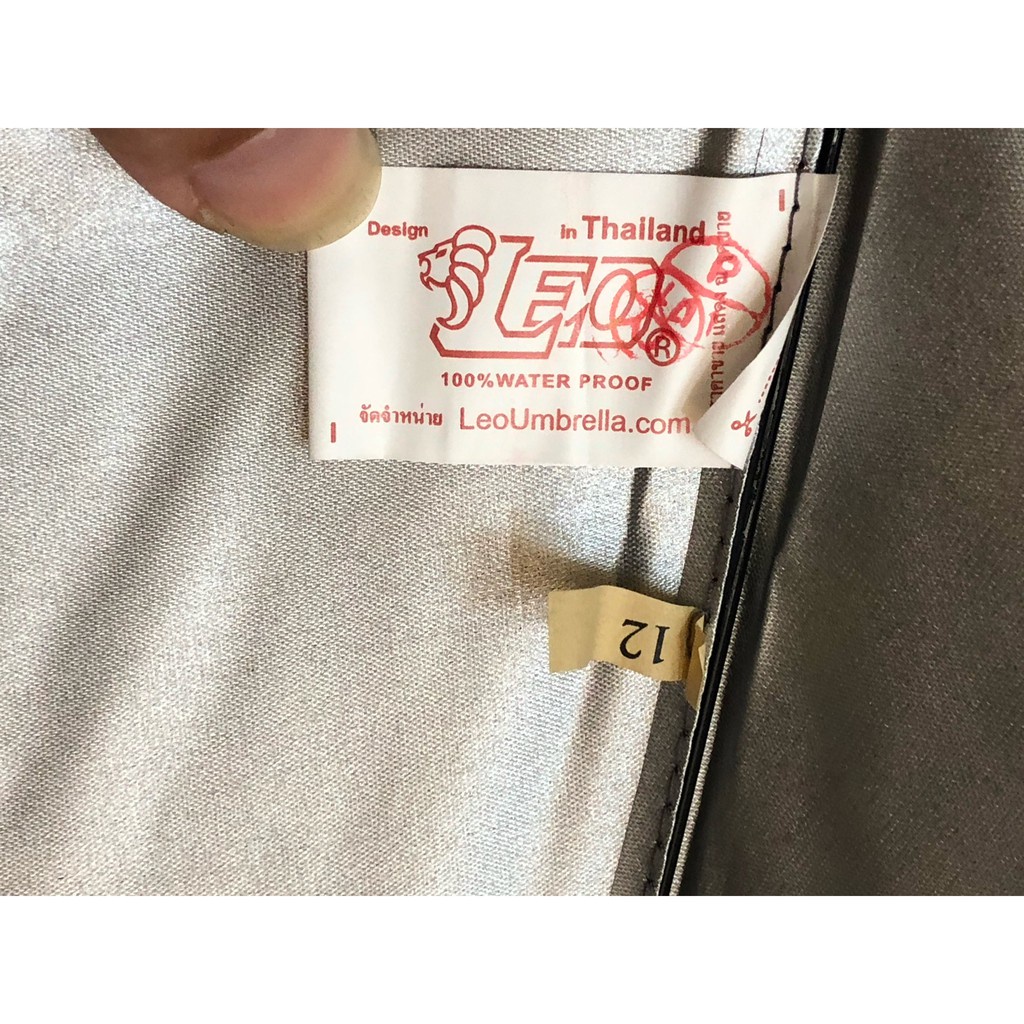 Design in Thailand
LEO ®
100%WATER PROOF
จัดจำหน่าย LeoUmbrella.com
12